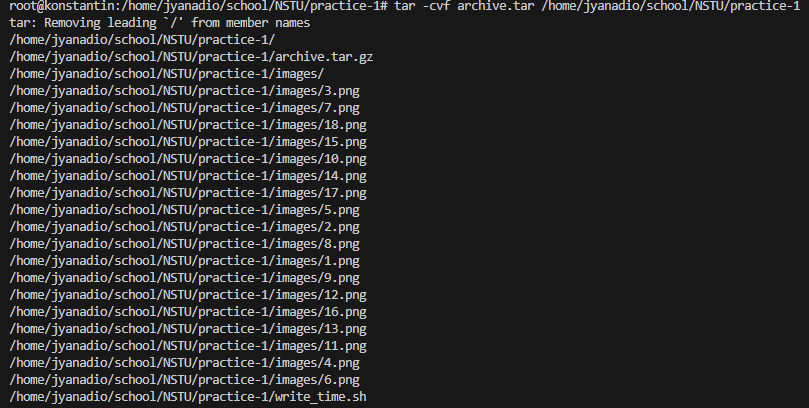 root@konstantin:/home/jyanadio/school/NSTU/practice-1# tar -cvf archive.tar /home/jyanadio/school/NSTU/practice-1
tar: Removing leading `/' from member names
/home/jyanadio/school/NSTU/practice-1/
/home/jyanadio/school/NSTU/practice-1/archive.tar.gz
/home/jyanadio/school/NSTU/practice-1/images/
/home/jyanadio/school/NSTU/practice-1/images/3.png
/home/jyanadio/school/NSTU/practice-1/images/7.png
/home/jyanadio/school/NSTU/practice-1/images/18.png
/home/jyanadio/school/NSTU/practice-1/images/15.png
/home/jyanadio/school/NSTU/practice-1/images/10.png
/home/jyanadio/school/NSTU/practice-1/images/14.png
/home/jyanadio/school/NSTU/practice-1/images/17.png
/home/jyanadio/school/NSTU/practice-1/images/5.png
/home/jyanadio/school/NSTU/practice-1/images/2.png
/home/jyanadio/school/NSTU/practice-1/images/8.png
/home/jyanadio/school/NSTU/practice-1/images/1.png
/home/jyanadio/school/NSTU/practice-1/images/9.png
/home/jyanadio/school/NSTU/practice-1/images/12.png
/home/jyanadio/school/NSTU/practice-1/images/16.png
/home/jyanadio/school/NSTU/practice-1/images/13.png
/home/jyanadio/school/NSTU/practice-1/images/11.png
/home/jyanadio/school/NSTU/practice-1/images/4.png
/home/jyanadio/school/NSTU/practice-1/images/6.png
/home/jyanadio/school/NSTU/practice-1/write_time.sh